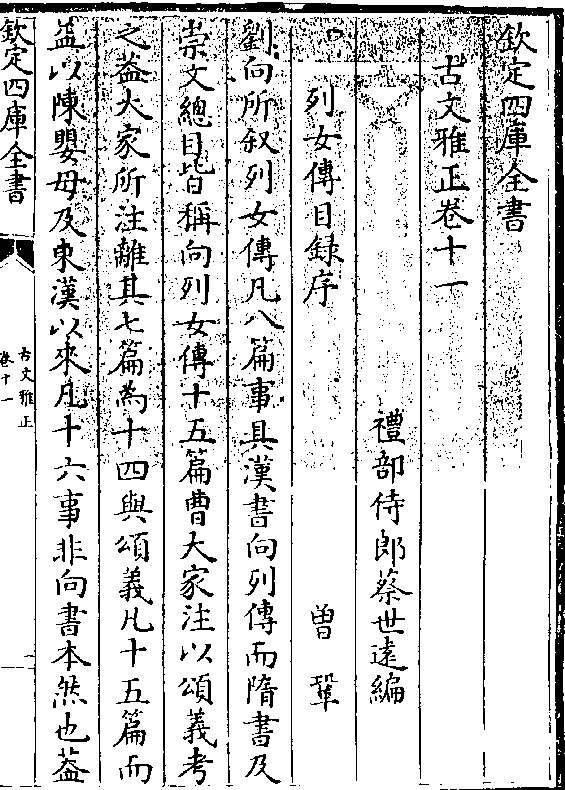 欽定四庫全書
古文雅正卷十一
禮部侍郎蔡世遠編
列女傳目録序　曾鞏
劉向所叙列女傳凡八篇事具漢書向列傳而隋書及
崇文總目皆稱向列女傳十五篇曹大家注以頌義考
之葢大家所注離其七篇為十四與頌義凡十五篇而
益以陳嬰母及東漢以來凡十六事非向書本然也葢
欽定四庫全書
古文雅正
卷十一
一